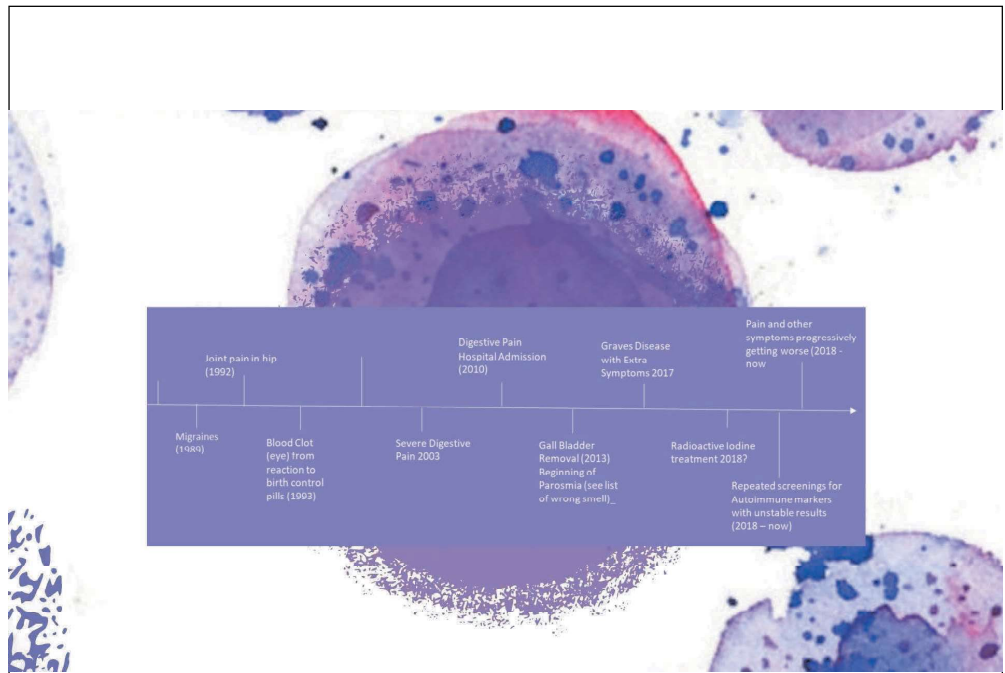 Joint pain in hip
(1992)
Digestive Pain
Hospital Admission
(2010)
Graves Disease
with Extra
Symptoms 2017
Pain and other
symptoms progressively
getting worse (2018 -
now
Migraines
(1989)
Blood Clot
(eye) from
reaction to
birth control
pills (1993)
Severe Digestive
Pain 2003
Gall Bladder
Removal (2013)
Beginning of
Parosmia (see list
of wrong smell)_
Radioactive Iodine
treatment 2018?
Repeated screenings for
Autoimmune markers
with unstable results
(2018 – now)